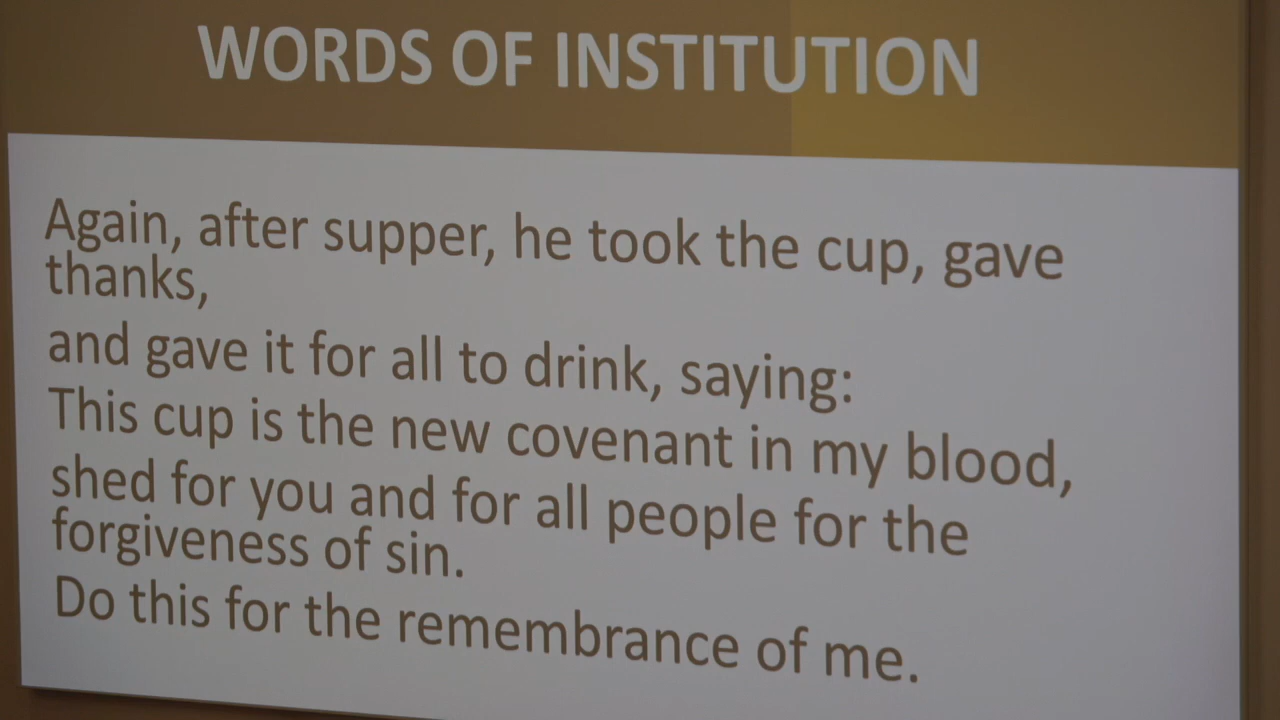 WORDS OF INSTITUTION
Again, after supper, he took the cup, gave
thanks,
and gave it for all to drink, saying:
This cup is the new covenant in my blood,
shed for you and for all people for the
forgiveness of sin.
Do this for the remembrance of me.